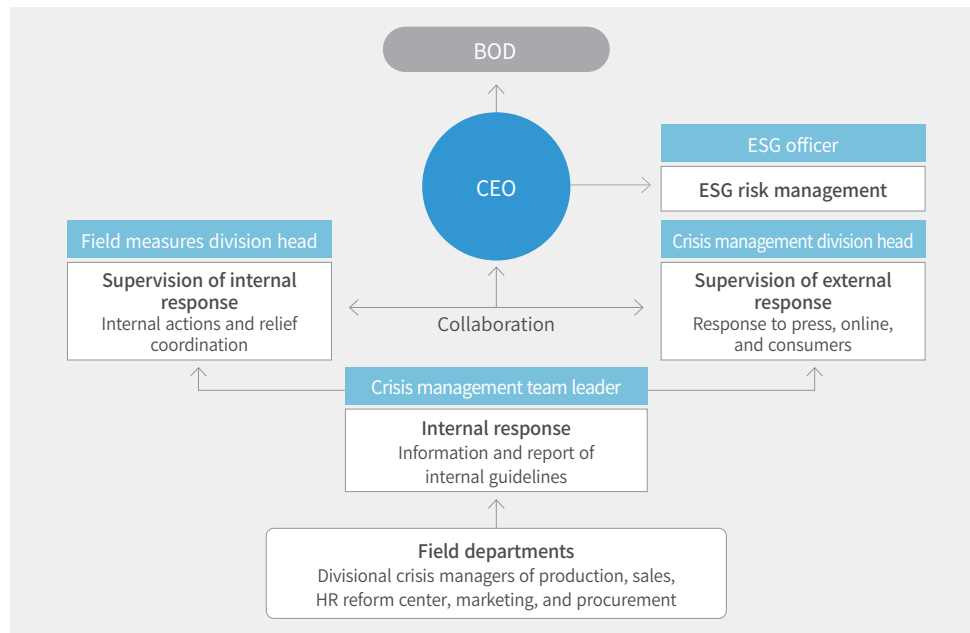 BOD
CEO
ESG officer
ESG risk management
Field measures division head
Supervision of internal
response
Internal actions and relief
coordination
Crisis management division head
Supervision of external
response
Response to press, online,
and consumers
Collaboration
Crisis management team leader
Internal response
Information and report of
internal guidelines
Field departments
Divisional crisis managers of production, sales,
HR reform center, marketing, and procurement